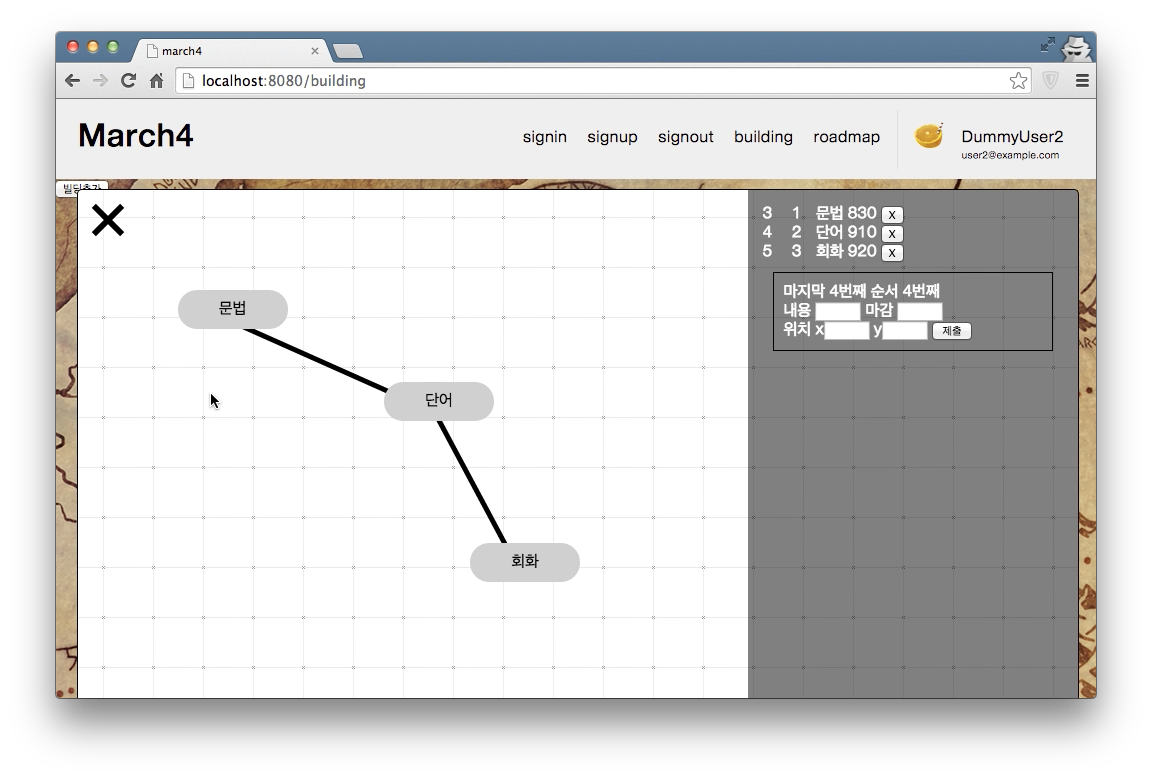 march4
localhost:8080/building
March4
signin signup signout building roadmap DummyUser2
user2@example.com
빌딩추가
3 1 문법 830 X
4 2 단어 910 X
5 3 회화 920 X
마지막 4번째 순서 4번째
내용 마감
위치 x y 제출
문법
단어
회화